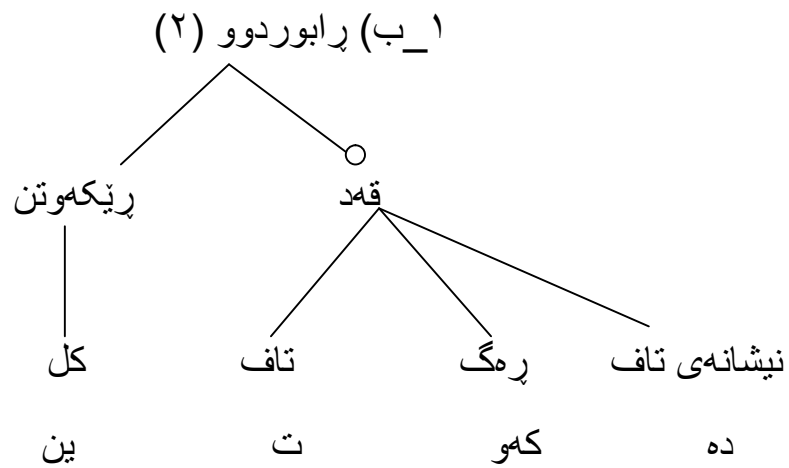 ١_ب) ڕابوردوو (٢)
قەد ڕێکەوتن
نیشانەی تاف ڕەگ تاف کل
دە کەو ت ین